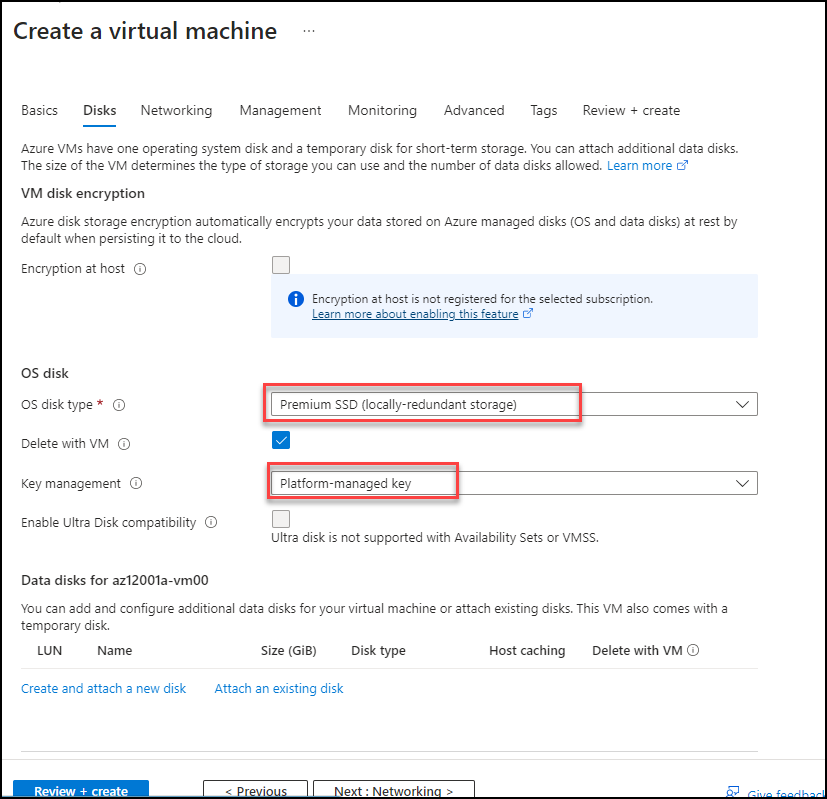 Create a virtual machine ...
Basics Disks Networking Management Monitoring Advanced Tags Review + create
Azure VMs have one operating system disk and a temporary disk for short-term storage. You can attach additional data disks.
The size of the VM determines the type of storage you can use and the number of data disks allowed. Learn more
VM disk encryption
Azure disk storage encryption automatically encrypts your data stored on Azure managed disks (OS and data disks) at rest by
default when persisting it to the cloud.
Encryption at host
Encryption at host is not registered for the selected subscription.
Learn more about enabling this feature
OS disk
OS disk type * Premium SSD (locally-redundant storage)
Delete with VM
Key management Platform-managed key
Enable Ultra Disk compatibility
Ultra disk is not supported with Availability Sets or VMSS.
Data disks for az12001a-vm00
You can add and configure additional data disks for your virtual machine or attach existing disks. This VM also comes with a
temporary disk.
LUN Name Size (GiB) Disk type Host caching Delete with VM
Create and attach a new disk Attach an existing disk
Review + create < Previous Next : Networking > Give feedback